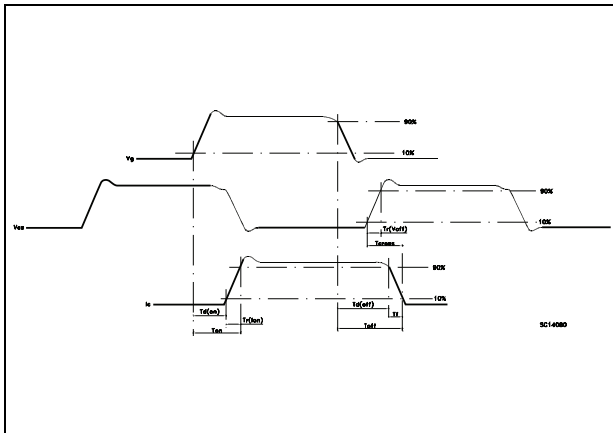 90%
Vg
10%
90%
Vce
10%
Tr(Voff)
Tcross
90%
Ic
10%
Td(on)
Td(off)
Tf
Tr(Ion)
Toff
Ton
SC14080